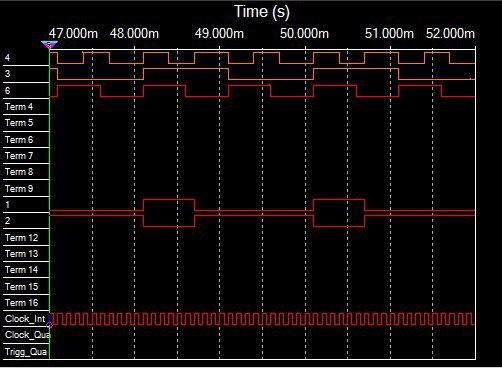 Time (s)
47.000m 48.000m 49.000m 50.000m 51.000m 52.000m
4
3
6
Term 4
Term 5
Term 6
Term 7
Term 8
Term 9
1
2
Term 12
Term 13
Term 14
Term 15
Term 16
Clock_Int
Clock_Qua
Trigg_Qua